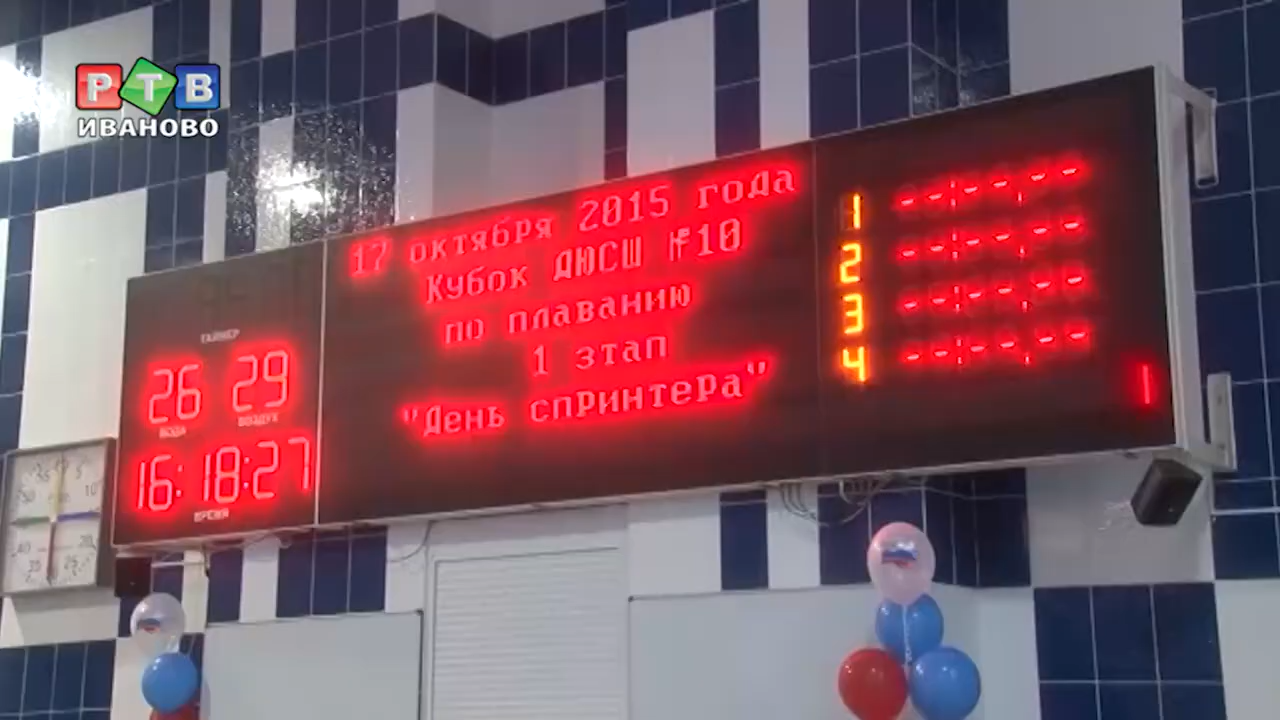 РТВ
ИВАНОВО
17 октября 2015 года
Кубок ДЮСШ №10
по плаванию
1 этап
"День спРинтера"
ТАЙМЕР
26 29
ВОДА ВОЗДУХ
16:18:27
ВРЕМЯ
1 --:--,--
2 --:--,--
3 --:--,--
4 --:--,--
1